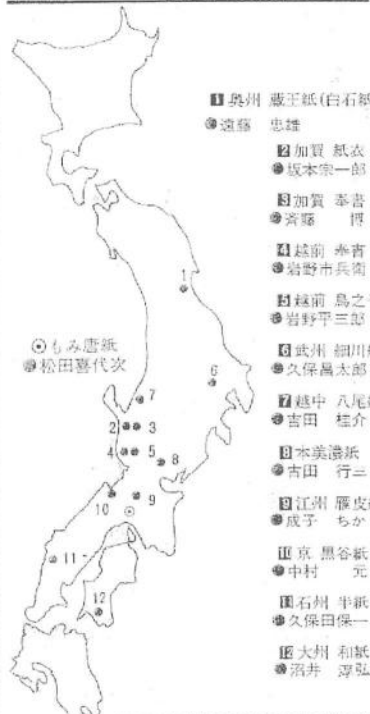 1 奥州 蔵王紙(白石紙
遠藤 忠雄
2 加賀 紙衣
坂本宗一郎
3 加賀 奉書
斉藤 博
4 越前 奉書
岩野市兵衛
5 越前 鳥之子
岩野平三郎
6 武州 細川紙
久保昌太郎
7 越中 八尾紙
吉田 桂介
8 本美濃紙
古田 行三
9 江州 雁皮紙
成子 ちか
10 京 黒谷紙
中村 元
11 石州 半紙
久保田保一
12 大州 和紙
沼井 淳弘
もみ唐紙
松田喜代次
1
6
7
2 3
4 5
8
10 9
11
12